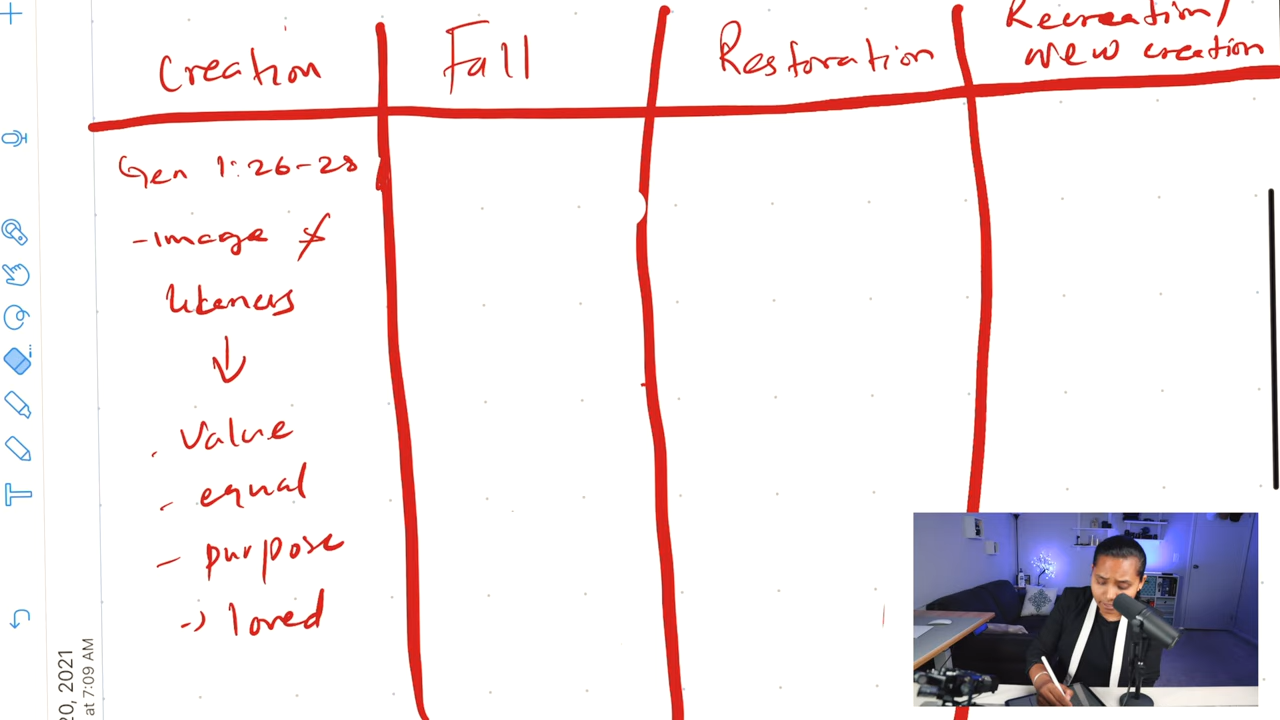 Creation
Fall
Restoration
Recreation/
New creation
Gen 1:26-28
- Image &
likeness
↓
. Value
- equal
- purpose
-> loved
20, 2021
at 7:09 AM